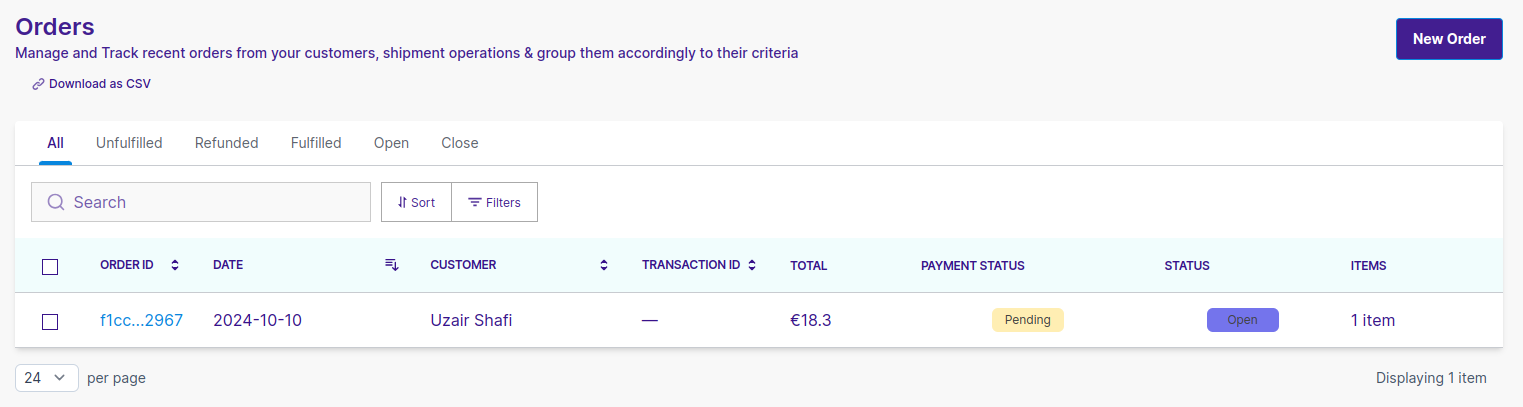 Orders
New Order
Manage and Track recent orders from your customers, shipment operations & group them accordingly to their criteria
Download as CSV
All Unfulfilled Refunded Fulfilled Open Close
Search Sort Filters
ORDER ID DATE CUSTOMER TRANSACTION ID TOTAL PAYMENT STATUS STATUS ITEMS
f1cc...2967 2024-10-10 Uzair Shafi — €18.3 Pending Open 1 item
24 per page Displaying 1 item